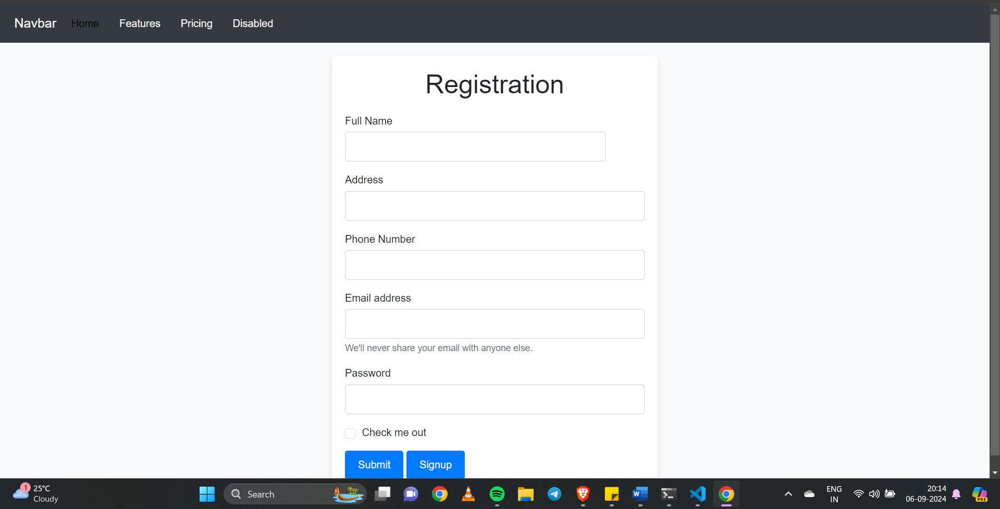 Navbar Home Features Pricing Disabled
Registration
Full Name
Address
Phone Number
Email address
We'll never share your email with anyone else.
Password
Check me out
Submit Signup
1 25°C
Cloudy
Search
W
ENG
IN
20:14
06-09-2024
PRE